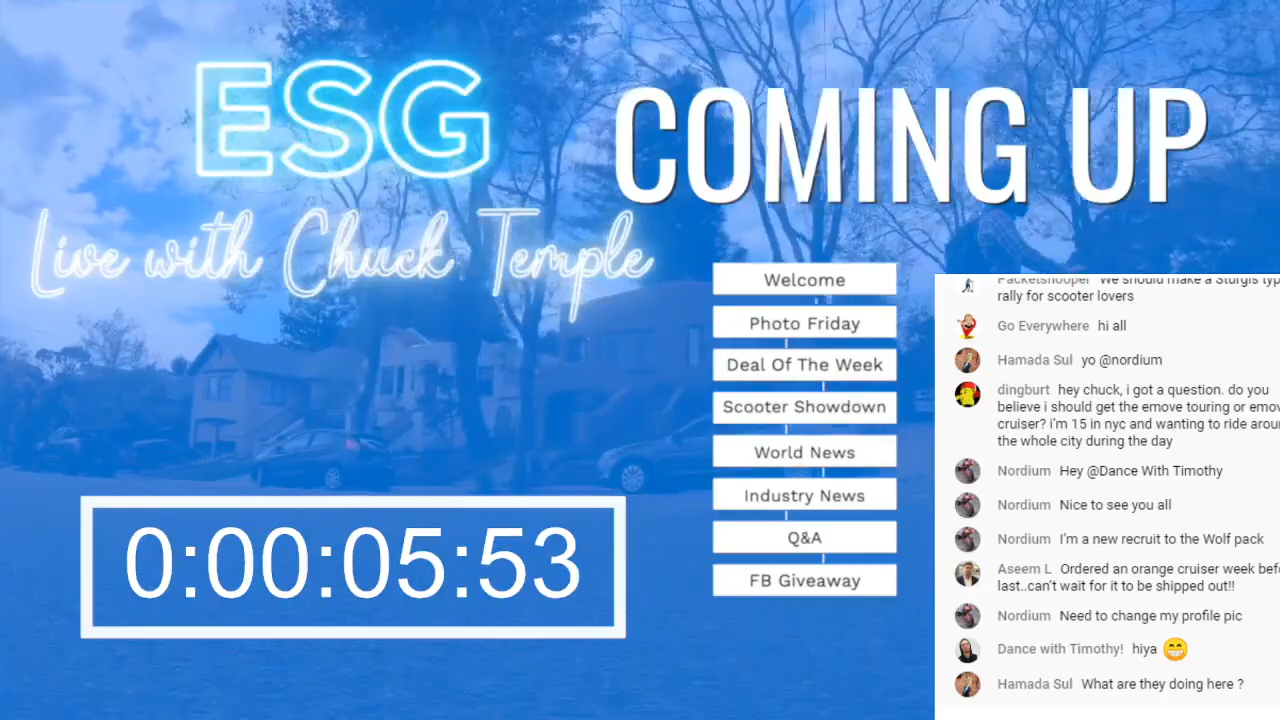 ESG
Live with Chuck Temple
COMING UP
Welcome
Photo Friday
Deal Of The Week
Scooter Showdown
World News
Industry News
Q&A
FB Giveaway
0:00:05:53
We should make a Sturgis
rally for scooter lovers
Go Everywhere hi all
Hamada Sul yo @nordium
dingburt hey chuck, i got a question. do you
believe i should get the emove touring or
cruiser? i'm 15 in nyc and wanting to ride
the whole city during the day
Nordium Hey @Dance With Timothy
Nordium Nice to see you all
Nordium I'm a new recruit to the Wolf pack
Aseem L Ordered an orange cruiser week
last..can't wait for it to be shipped out!!
Nordium Need to change my profile pic
Dance with Timothy! hiya 😁
Hamada Sul What are they doing here ?